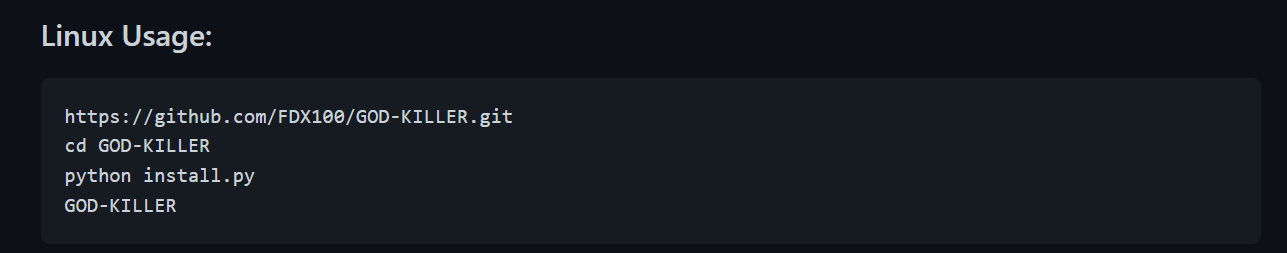 Linux Usage:
https://github.com/FDX100/GOD-KILLER.git
cd GOD-KILLER
python install.py
GOD-KILLER